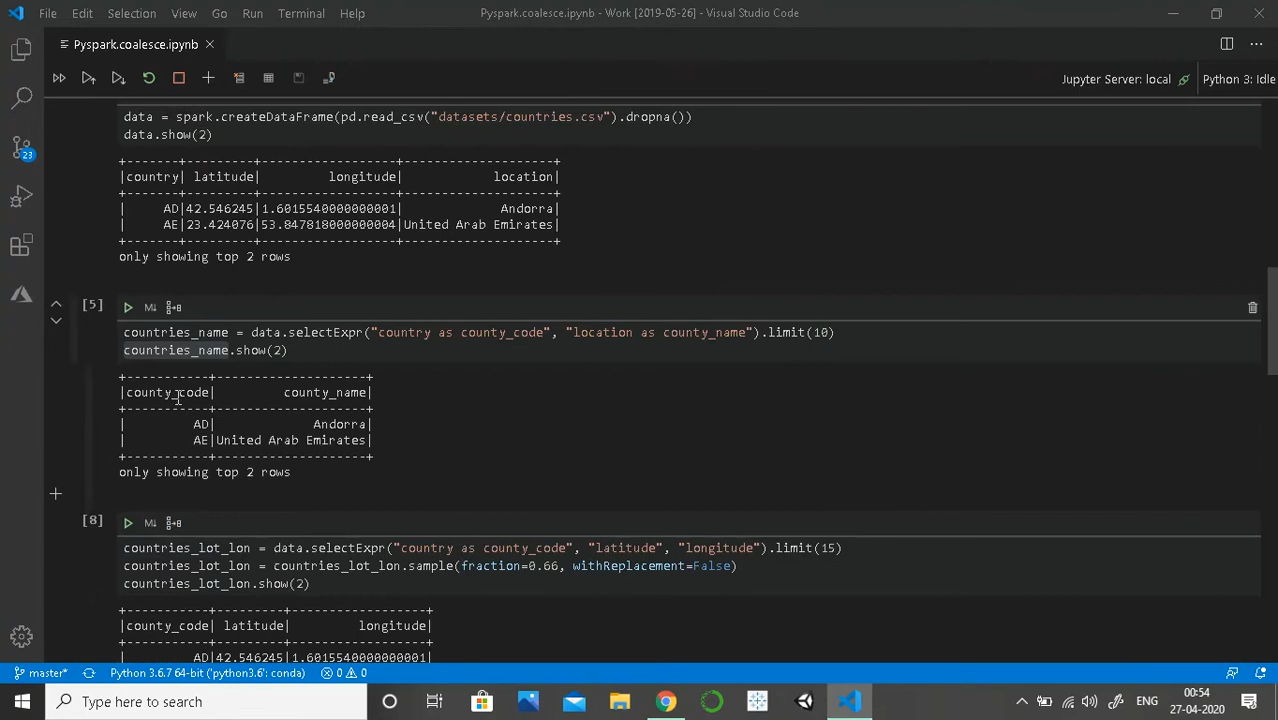 File Edit Selection View Go Run Terminal Help Pyspark.coalesce.ipynb - Work [2019-05-26] - Visual Studio Code
Pyspark.coalesce.ipynb
Jupyter Server: local Python 3: Idle
data = spark.createDataFrame(pd.read_csv("datasets/countries.csv").dropna())
data.show(2)
+-------+---------+------------------+--------------------+
|country| latitude|         longitude|            location|
+-------+---------+------------------+--------------------+
|     AD|42.546245|1.6015540000000001|             Andorra|
|     AE|23.424076|53.847818000000004|United Arab Emirates|
+-------+---------+------------------+--------------------+
only showing top 2 rows
[5]
countries_name = data.selectExpr("country as county_code", "location as county_name").limit(10)
countries_name.show(2)
+-----------+--------------------+
|county_code|         county_name|
+-----------+--------------------+
|         AD|             Andorra|
|         AE|United Arab Emirates|
+-----------+--------------------+
only showing top 2 rows
[8]
countries_lot_lon = data.selectExpr("country as county_code", "latitude", "longitude").limit(15)
countries_lot_lon = countries_lot_lon.sample(fraction=0.66, withReplacement=False)
countries_lot_lon.show(2)
+-----------+---------+------------------+
|county_code| latitude|         longitude|
+-----------+---------+------------------+
|         AD|42.546245|1.6015540000000001|
23
master* Python 3.6.7 64-bit ('python3.6': conda) 0 0
Type here to search
ENG
00:54
27-04-2020